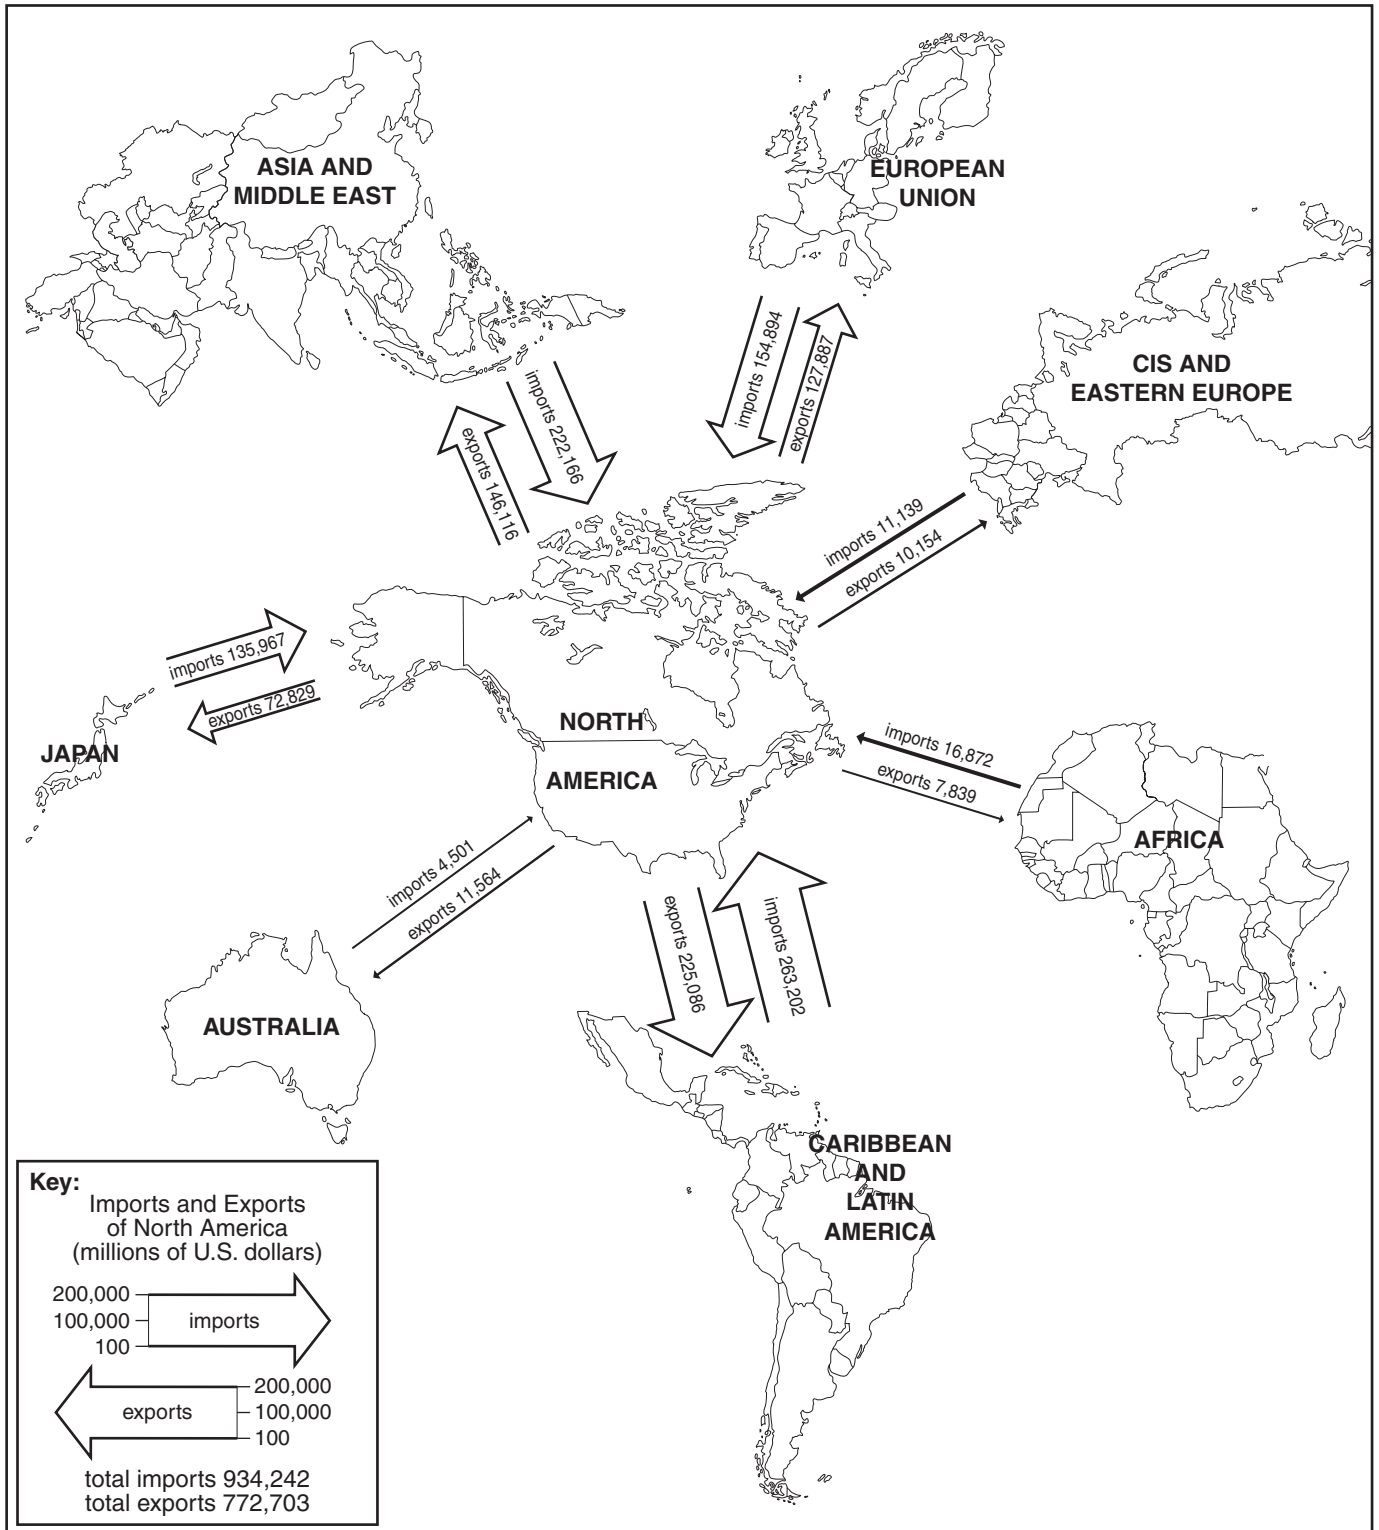 ASIA AND
MIDDLE EAST
EUROPEAN
UNION
CIS AND
EASTERN EUROPE
imports 154,894
exports 127,887
imports 222,166
exports 146,116
imports 11,139
exports 10,154
imports 135,967
exports 72,829
JAPAN
NORTH
AMERICA
imports 16,872
exports 7,839
AFRICA
imports 4,501
exports 11,564
exports 225,086
imports 263,202
AUSTRALIA
CARIBBEAN
AND
LATIN
AMERICA
Key:
Imports and Exports
of North America
(millions of U.S. dollars)
200,000
100,000
100
imports
200,000
100,000
100
exports
total imports 934,242
total exports 772,703